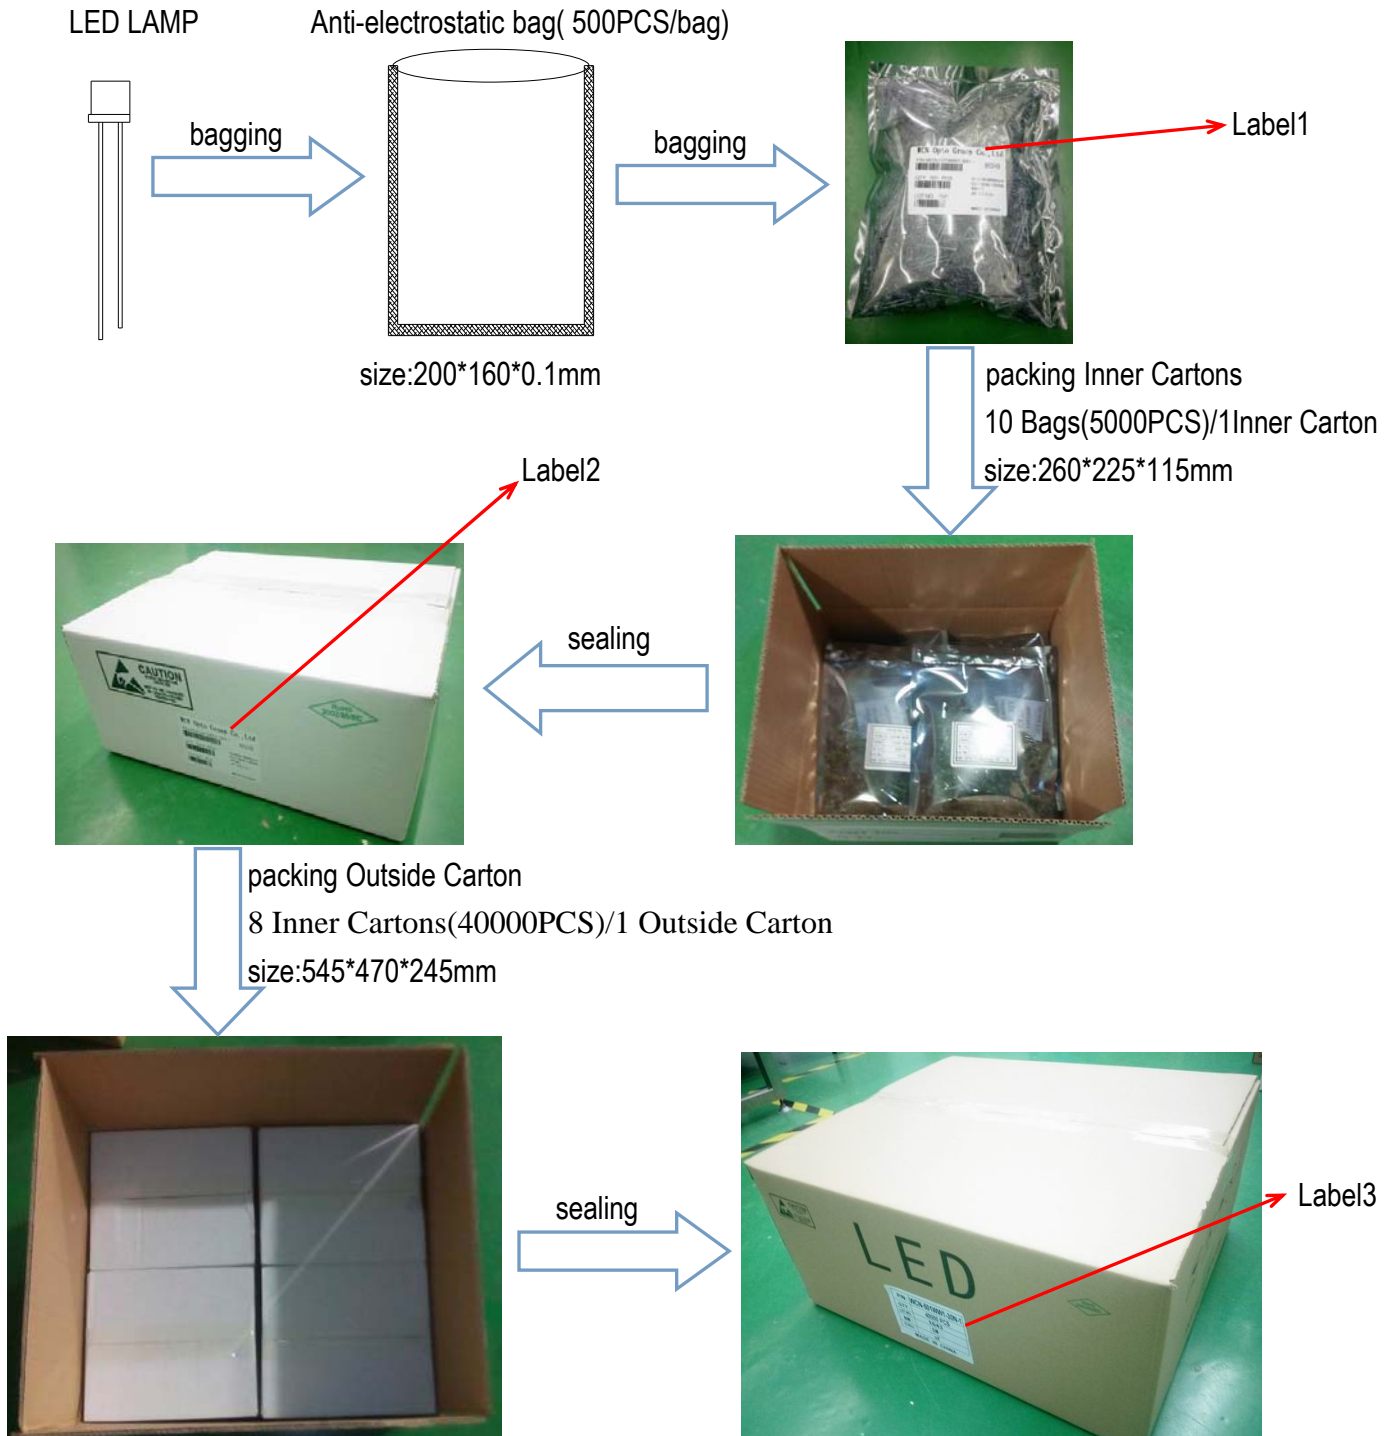 LED LAMP
Anti-electrostatic bag( 500PCS/bag)
bagging
bagging
Label1
size:200*160*0.1mm
packing Inner Cartons
10 Bags(5000PCS)/1Inner Carton
size:260*225*115mm
Label2
sealing
CAUTION
packing Outside Carton
8 Inner Cartons(40000PCS)/1 Outside Carton
size:545*470*245mm
sealing
LED
Label3